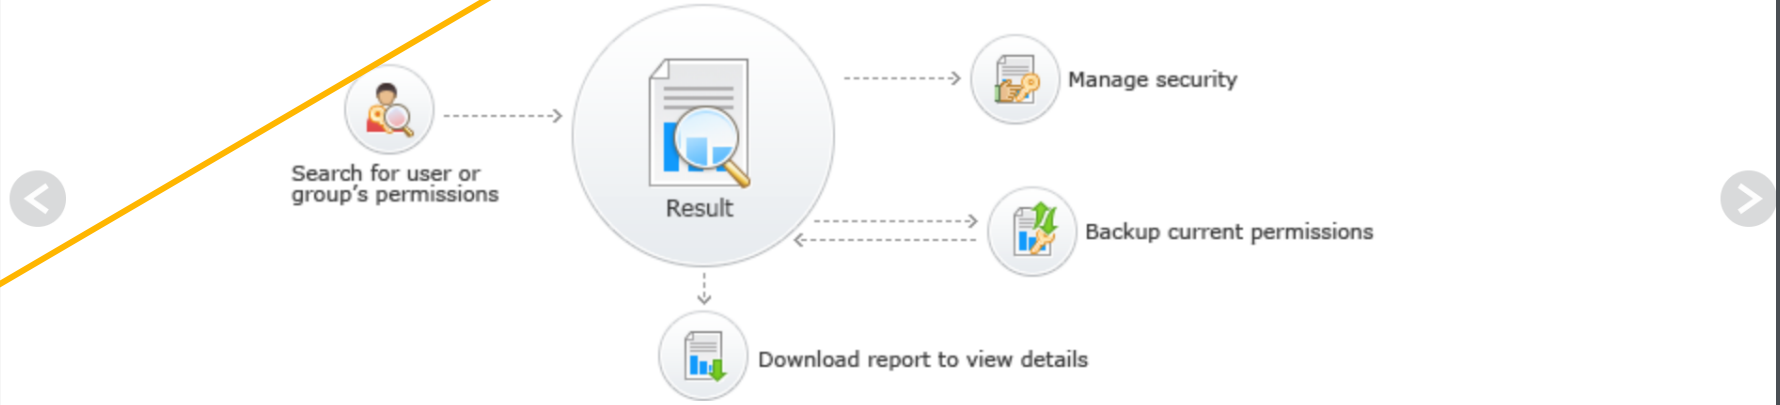 Manage security
Search for user or
group's permissions
Result
Backup current permissions
Download report to view details